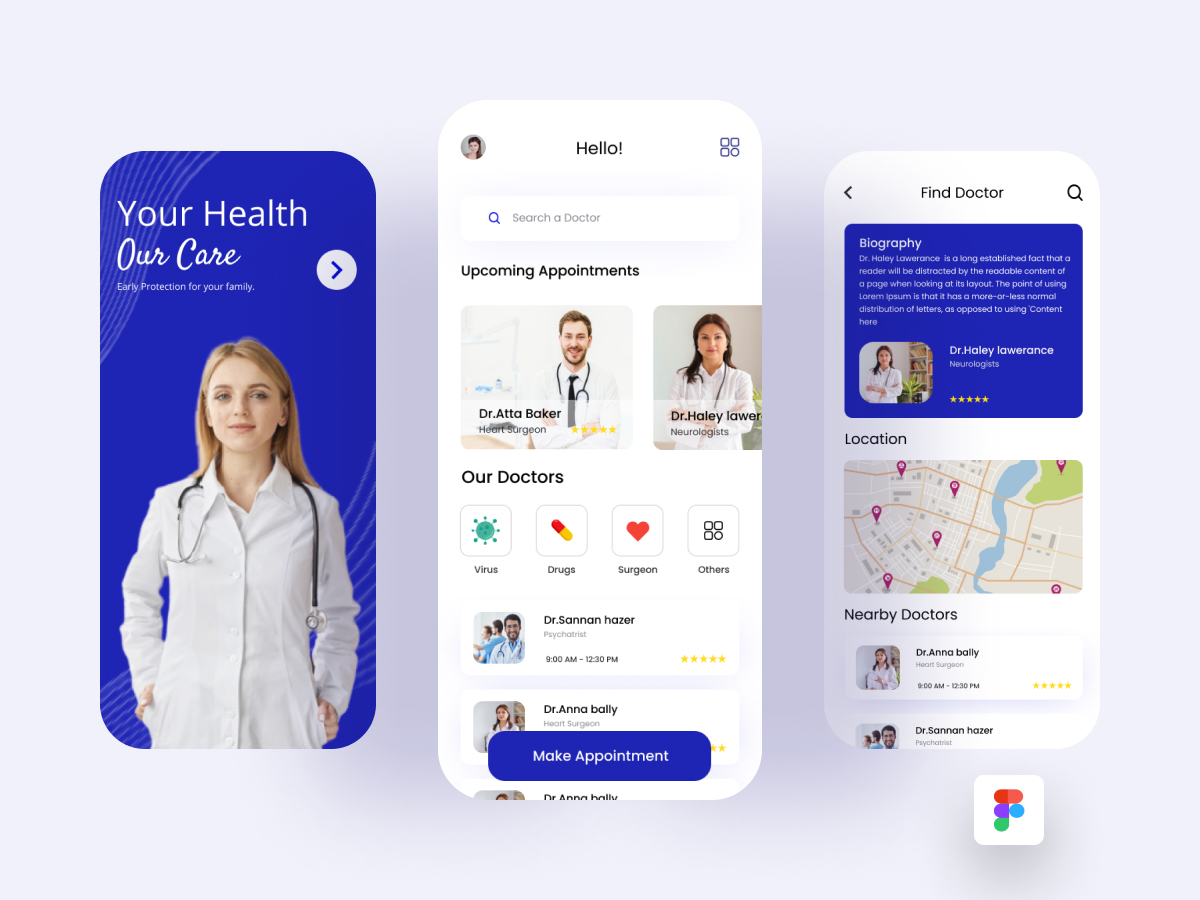 Your Health
Our Care
Early Protection for your family.
Hello!
Search a Doctor
Upcoming Appointments
Dr.Atta Baker
Heart Surgeon
Dr.Haley lawer
Neurologists
Our Doctors
Virus
Drugs
Surgeon
Others
Dr.Sannan hazer
Psychatrist
9:00 AM - 12:30 PM
Dr.Anna bally
Heart Surgeon
Make Appointment
Dr.Anna bally
Find Doctor
Biography
Dr. Haley Lawerance is a long established fact that a
reader will be distracted by the readable content of
a page when looking at its layout. The point of using
Lorem Ipsum is that it has a more-or-less normal
distribution of letters, as opposed to using 'Content
here
Dr.Haley lawerance
Neurologists
Location
Nearby Doctors
Dr.Anna bally
Heart Surgeon
9:00 AM - 12:30 PM
Dr.Sannan hazer
Psychatrist